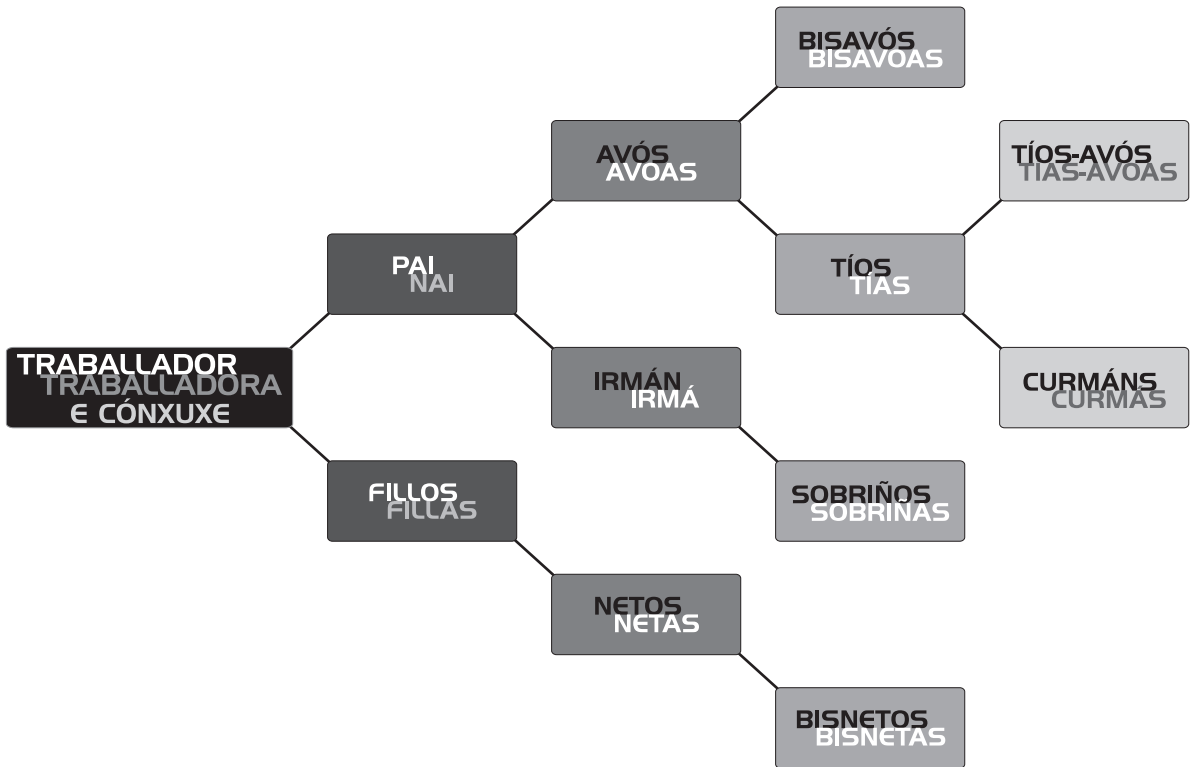 BISAVÓS
BISAVOAS
AVÓS
AVOAS
TÍOS-AVÓS
TÍAS-AVOAS
PAI
NAI
TÍOS
TÍAS
TRABALLADOR
TRABALLADORA
E CÓNXUXE
IRMÁN
IRMÁ
CURMÁNS
CURMÁS
FILLOS
FILLAS
SOBRIÑOS
SOBRIÑAS
NETOS
NETAS
BISNETOS
BISNETAS